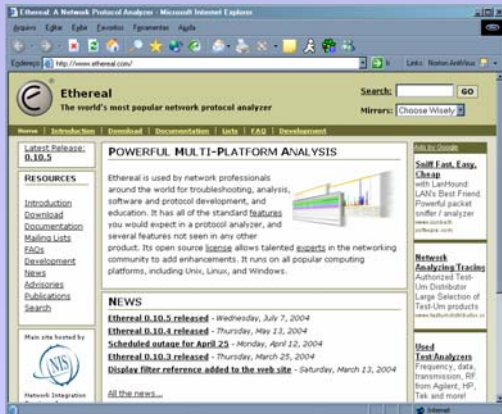 Ethereal: A Network Protocol Analyzer - Microsoft Internet Explorer
Arquivo Editar Exibir Favoritos Ferramentas Ajuda
Endereço http://www.ethereal.com/ Ir Links Norton AntiVirus
Ethereal
The world's most popular network protocol analyzer
Search: GO
Mirrors: Choose Wisely
Home | Introduction | Download | Documentation | Lists | FAQ | Development
Latest Release:
0.10.5
RESOURCES
Introduction
Download
Documentation
Mailing Lists
FAQs
Development
News
Advisories
Publications
Search
Main site hosted by
NIS
Network Integration
POWERFUL MULTI-PLATFORM ANALYSIS
Ethereal is used by network professionals
around the world for troubleshooting, analysis,
software and protocol development, and
education. It has all of the standard features
you would expect in a protocol analyzer, and
several features not seen in any other
product. Its open source license allows talented experts in the networking
community to add enhancements. It runs on all popular computing
platforms, including Unix, Linux, and Windows.
NEWS
Ethereal 0.10.5 released - Wednesday, July 7, 2004
Ethereal 0.10.4 released - Thursday, May 13, 2004
Scheduled outage for April 25 - Monday, April 12, 2004
Ethereal 0.10.3 released - Thursday, March 25, 2004
Display filter reference added to the web site - Saturday, March 13, 2004
All the news...
Ads by Google
Sniff Fast, Easy,
Cheap
with LanHound:
LAN's Best Friend.
Powerful packet
sniffer / analyzer
software.com
Network
Analyzing Tracing
Authorized Test-
Um Distributor
Large Selection of
Test-Um products
Used
Test Analyzers
Frequency, data,
transmission, RF
from Agilent, HP,
Tek and more!
Internet